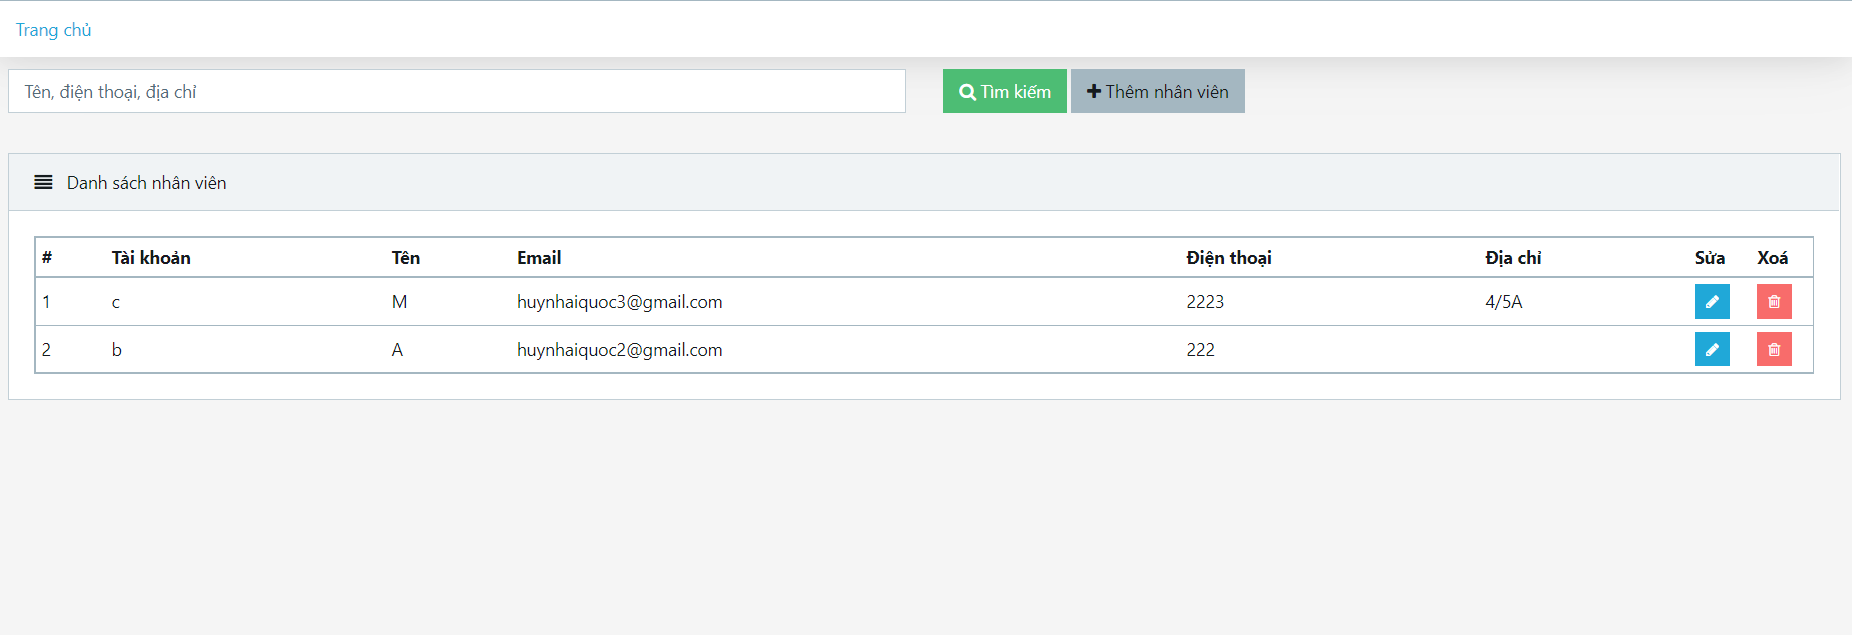 Trang chủ
Tên, điện thoại, địa chỉ
Tìm kiếm
Thêm nhân viên
Danh sách nhân viên
# Tài khoản Tên Email Điện thoại Địa chỉ Sửa Xoá
1 c M huynhaiquoc3@gmail.com 2223 4/5A
2 b A huynhaiquoc2@gmail.com 222